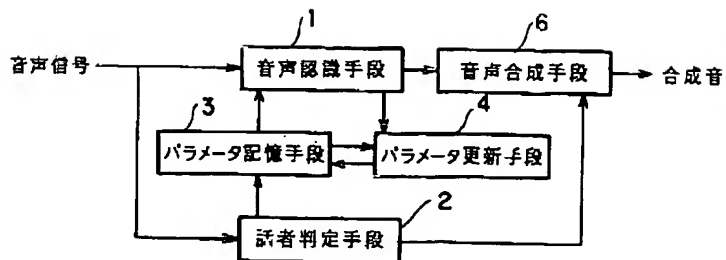 1
6
音声信号
音声認識手段
音声合成手段
合成音
3
4
パラメータ記憶手段
パラメータ更新手段
2
話者判定手段